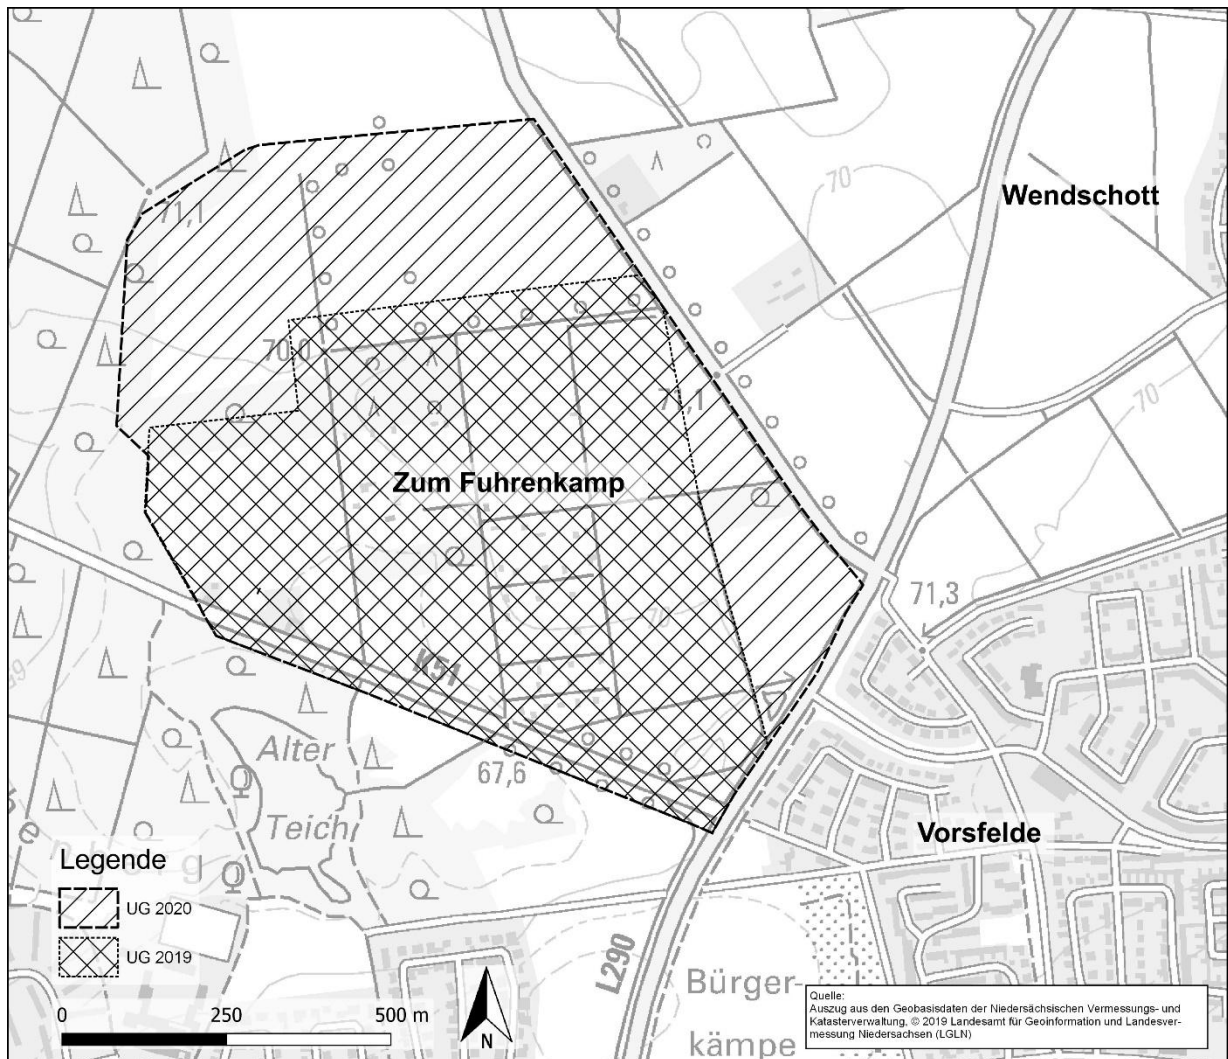 Wendschott
70
71,1
70,0
71,1
Zum Fuhrenkamp
70
70
71,3
K51
Alter
Teich
67,6
Vorsfelde
L290
Bürger-
kämpe
Legende
UG 2020
UG 2019
0 250 500 m
N
Quelle:
Auszug aus den Geobasisdaten der Niedersächsischen Vermessungs- und
Katasterverwaltung, © 2019 Landesamt für Geoinformation und Landesver-
messung Niedersachsen (LGLN)